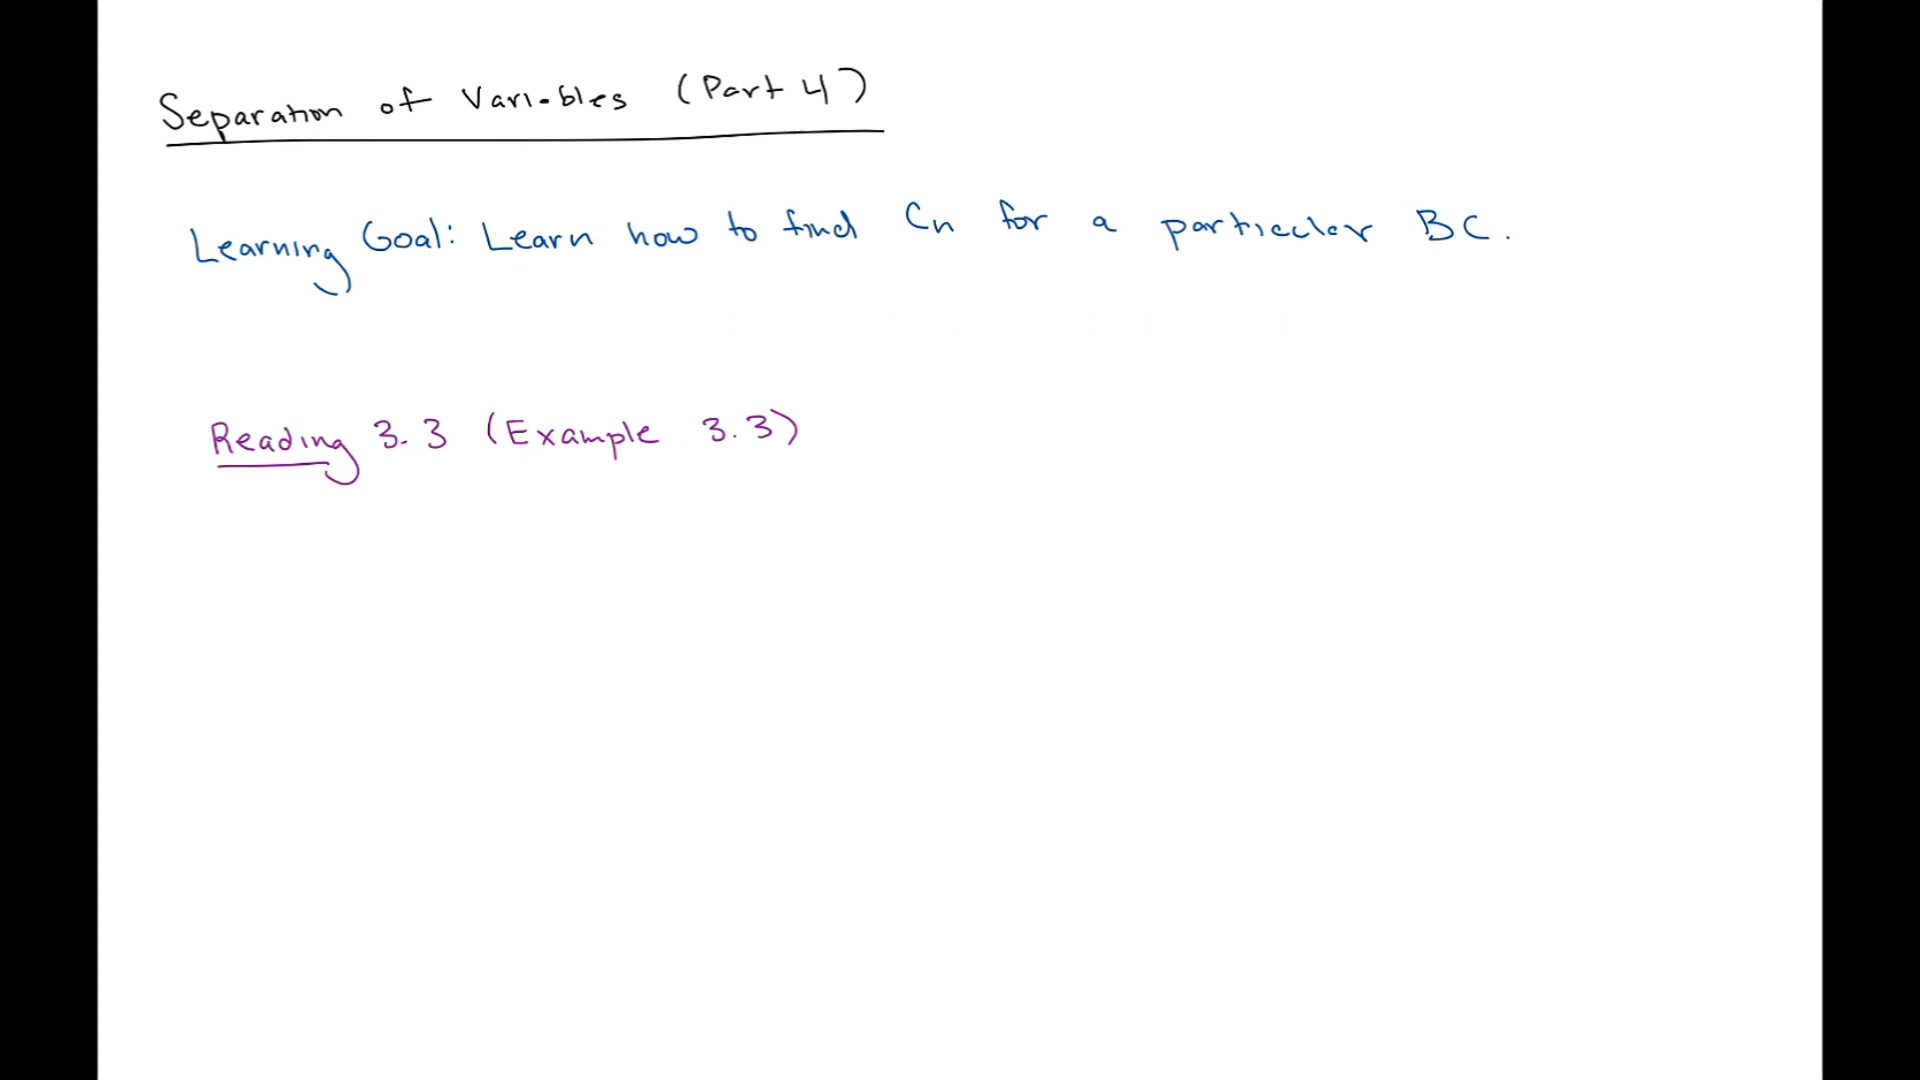 Separation of Variables (Part 4)
Learning Goal: Learn how to find Cn for a particular BC.
Reading 3.3 (Example 3.3)